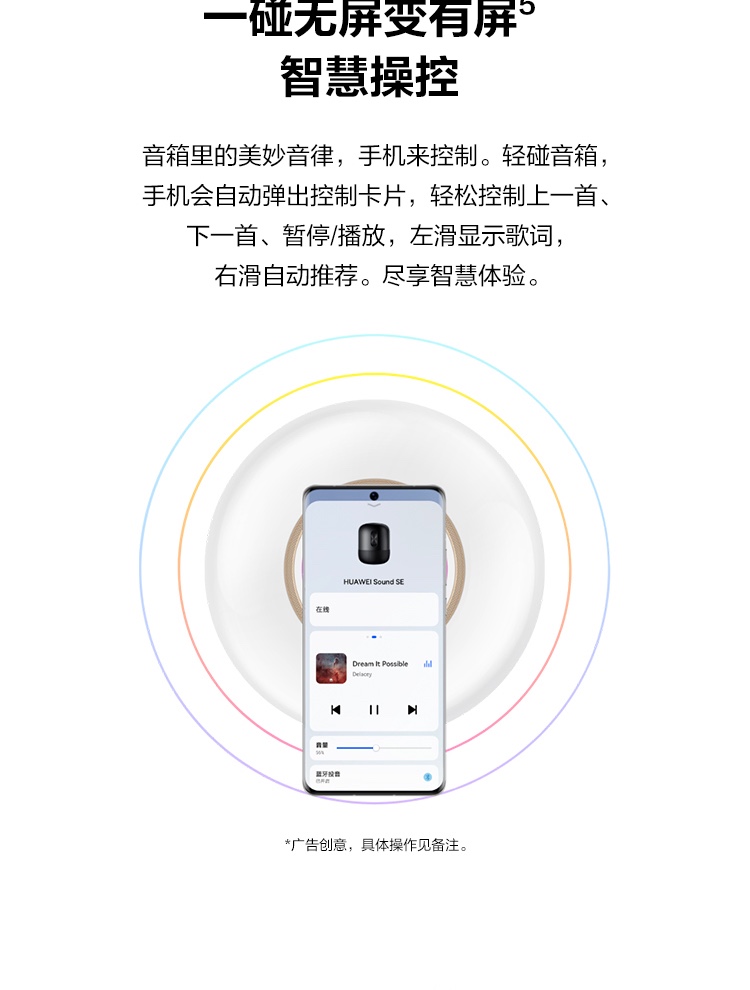 一碰无屏变有屏⁵
智慧操控
音箱里的美妙音律，手机来控制。轻碰音箱，
手机会自动弹出控制卡片，轻松控制上一首、
下一首、暂停/播放，左滑显示歌词，
右滑自动推荐。尽享智慧体验。
HUAWEI Sound SE
在线
Dream It Possible
Delacey
音量
56%
蓝牙投音
已开启
*广告创意，具体操作见备注。